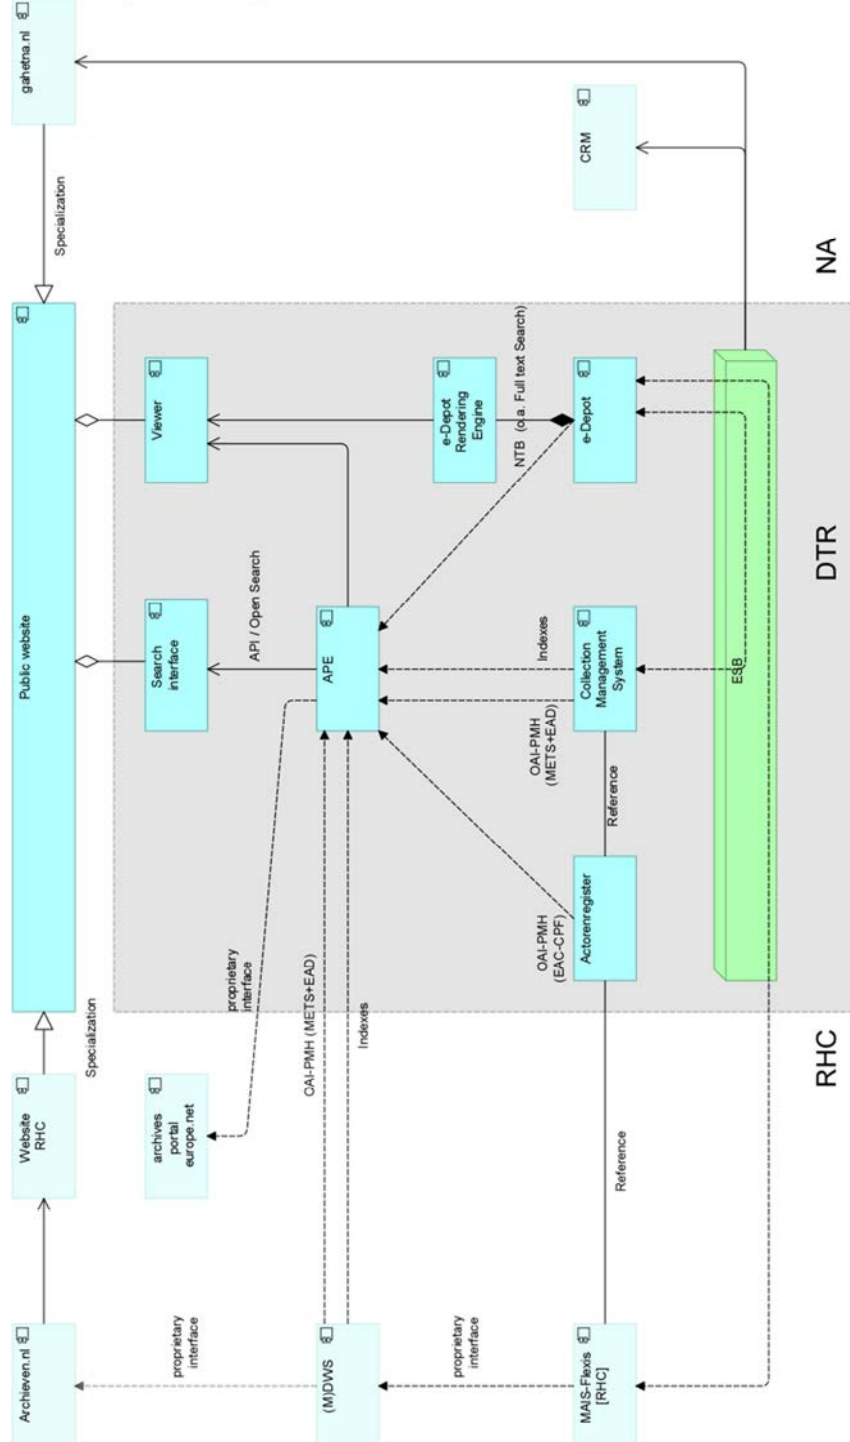 Archieven.nl
Website
RHC
Public website
gahetna.nl
Specialization
Specialization
proprietary
interface
archives
portal
europe.net
Search
interface
Viewer
proprietary
interface
API / Open Search
OAI-PMH (METS+EAD)
Indexes
(M)DWS
APE
e-Depot
Rendering
Engine
NTB (o.a. Full text Search)
proprietary
interface
OAI-PMH
(EAC-CPF)
OAI-PMH
(METS+EAD)
Indexes
MAIS-Flexis
[RHC]
Reference
Actorenregister
Reference
Collection
Management
System
e-Depot
CRM
ESB
RHC
DTR
NA